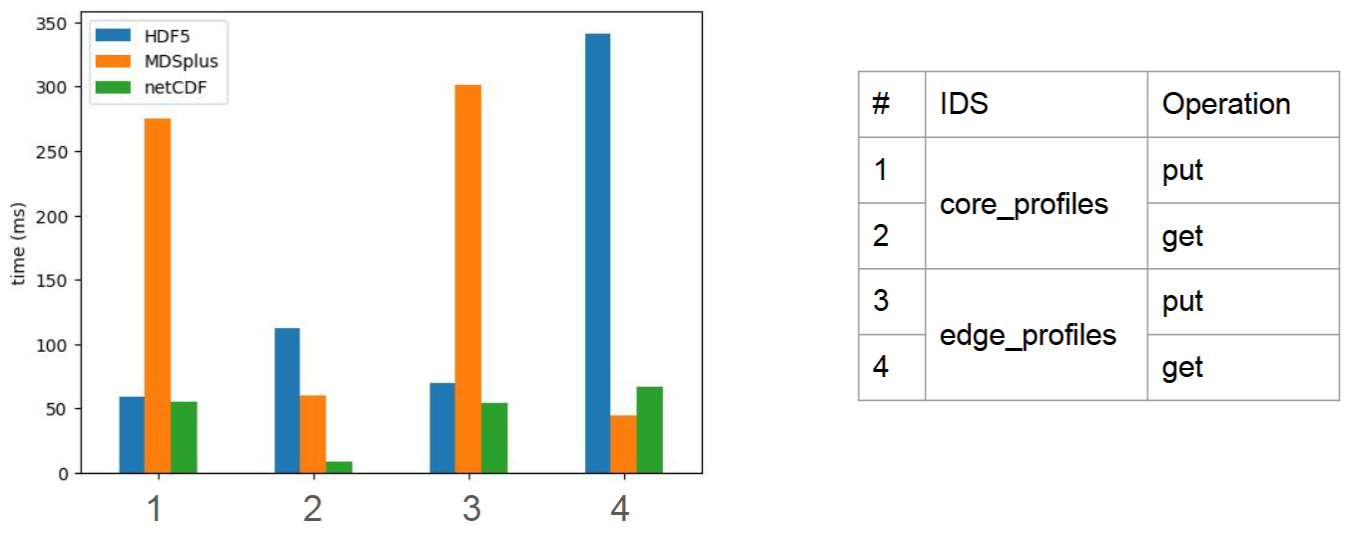 350
300
250
200
150
100
50
0
time (ms)
HDF5
MDSplus
netCDF
1 2 3 4
# IDS Operation
1 core_profiles put
2 get
3 edge_profiles put
4 get